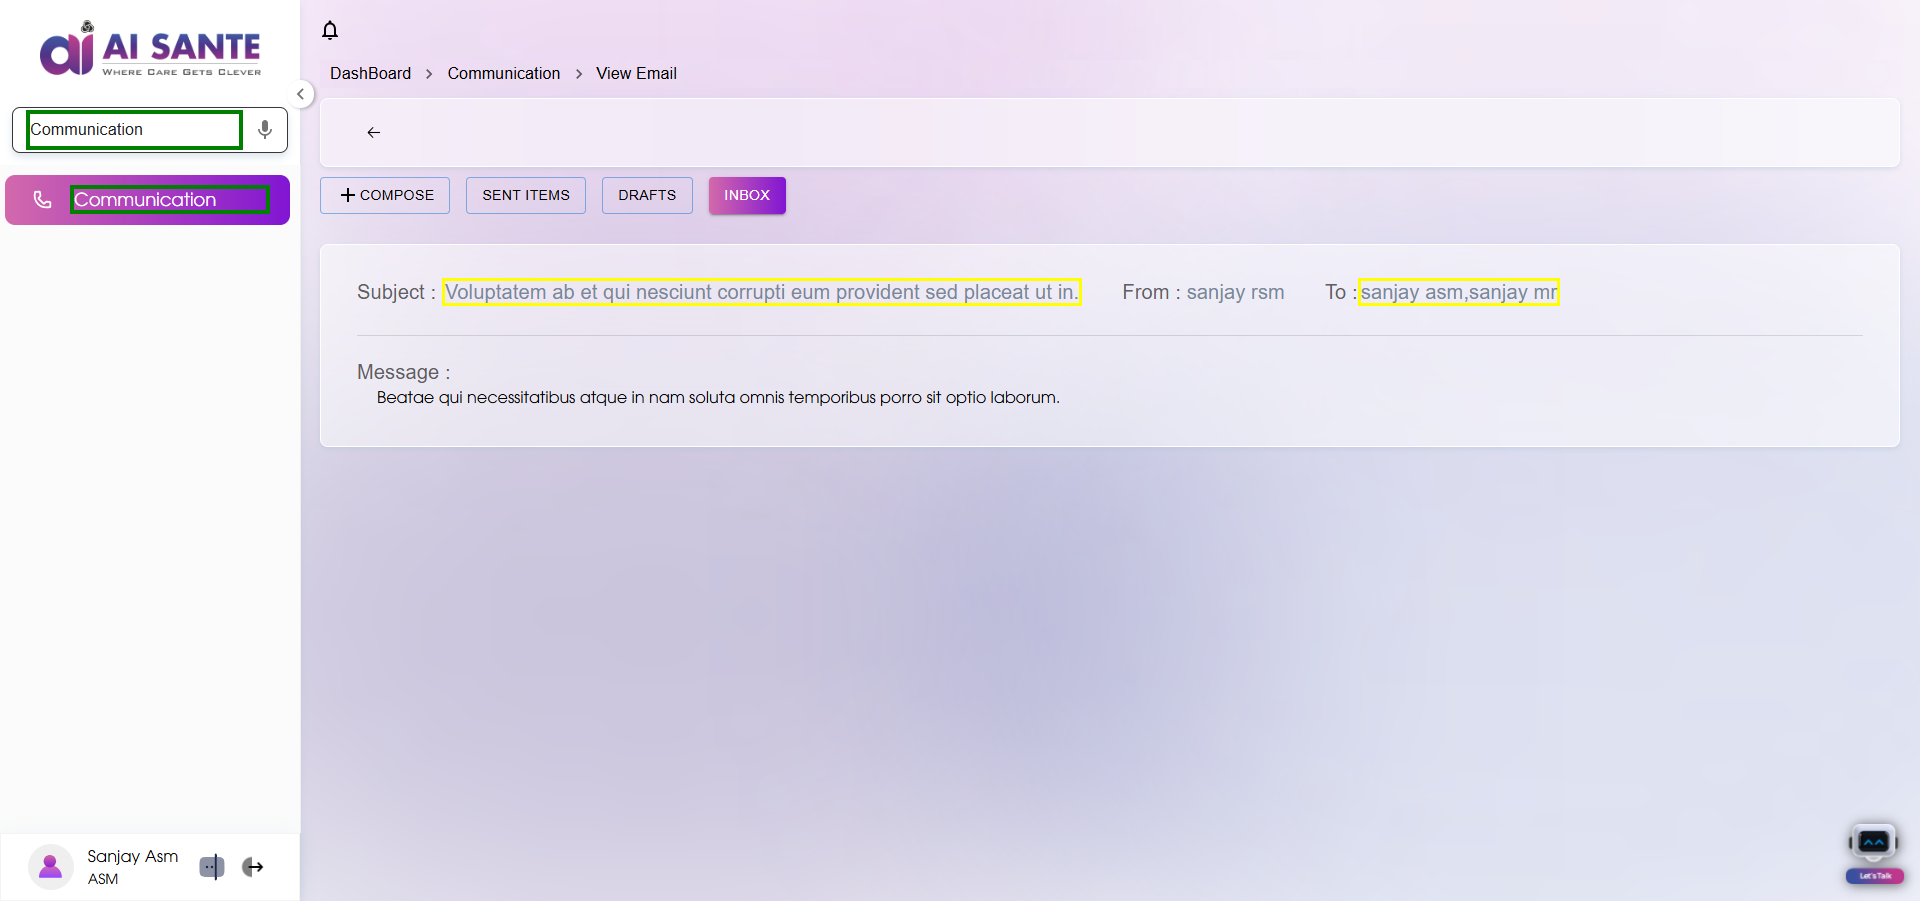 AI SANTE
WHERE CARE GETS CLEVER
Communication
Communication
DashBoard > Communication > View Email
COMPOSE SENT ITEMS DRAFTS INBOX
Subject : Voluptatem ab et qui nesciunt corrupti eum provident sed placeat ut in. From : sanjay rsm To : sanjay asm,sanjay mr
Message :
Beatae qui necessitatibus atque in nam soluta omnis temporibus porro sit optio laborum.
Sanjay Asm
ASM
Let'sTalk